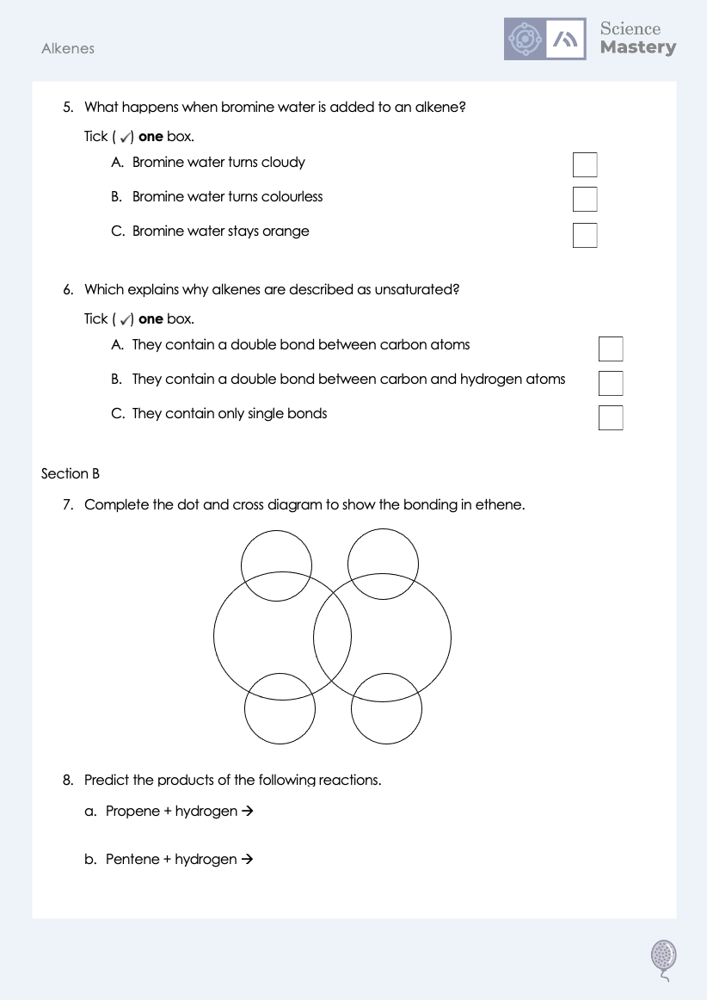 Alkenes
Science
Mastery
5. What happens when bromine water is added to an alkene?
Tick ( ✓) one box.
A. Bromine water turns cloudy
B. Bromine water turns colourless
C. Bromine water stays orange
6. Which explains why alkenes are described as unsaturated?
Tick ( ✓) one box.
A. They contain a double bond between carbon atoms
B. They contain a double bond between carbon and hydrogen atoms
C. They contain only single bonds
Section B
7. Complete the dot and cross diagram to show the bonding in ethene.
8. Predict the products of the following reactions.
a. Propene + hydrogen →
b. Pentene + hydrogen →